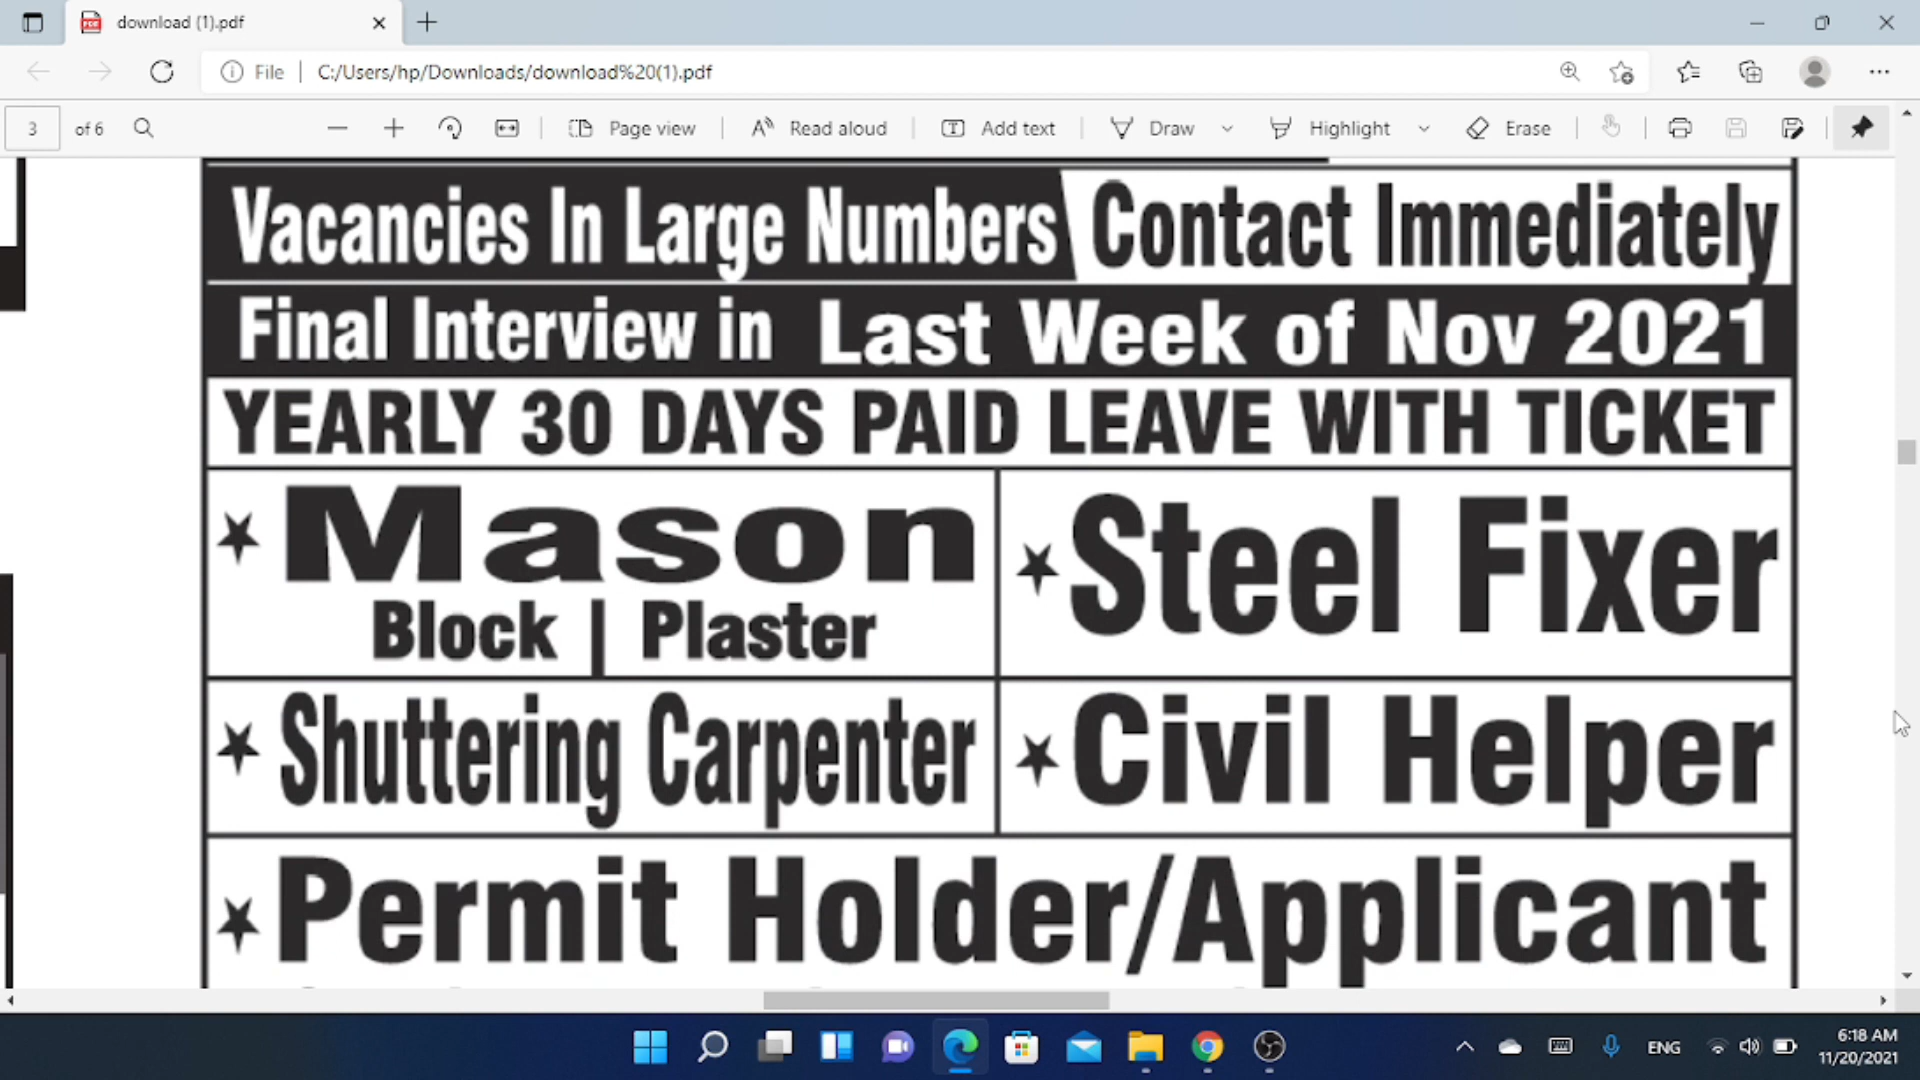 download (1).pdf
File
C:/Users/hp/Downloads/download%20(1).pdf
3 of 6
Page view
Read aloud
Add text
Draw
Highlight
Erase
Vacancies In Large Numbers Contact Immediately
Final Interview in Last Week of Nov 2021
YEARLY 30 DAYS PAID LEAVE WITH TICKET
Mason
Block | Plaster
Steel Fixer
Shuttering Carpenter
Civil Helper
Permit Holder/Applicant
ENG
6:18 AM
11/20/2021